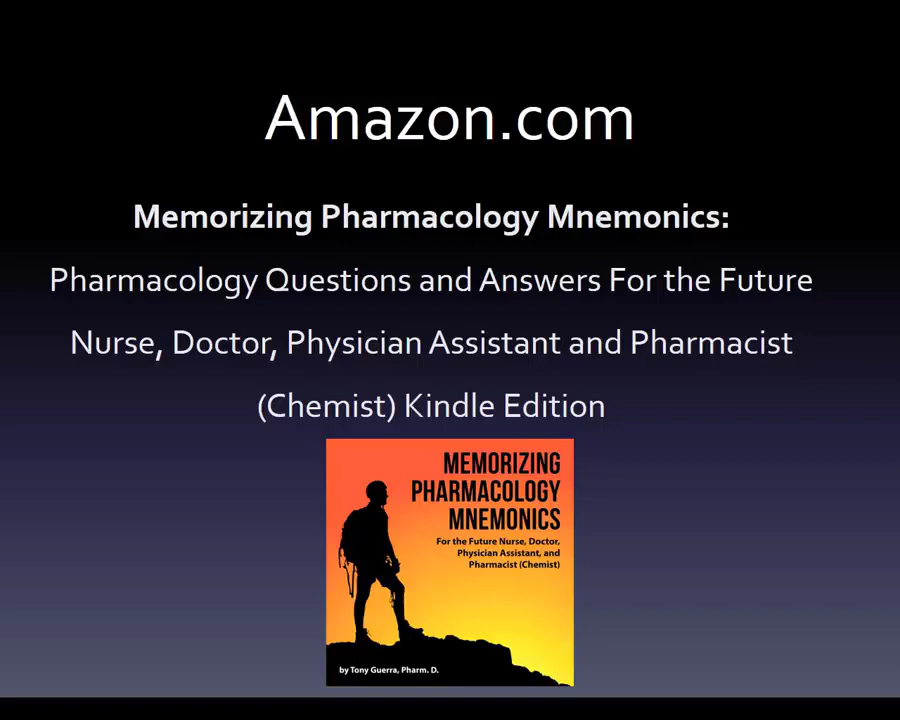 Amazon.com
Memorizing Pharmacology Mnemonics:
Pharmacology Questions and Answers For the Future
Nurse, Doctor, Physician Assistant and Pharmacist
(Chemist) Kindle Edition
MEMORIZING
PHARMACOLOGY
MNEMONICS
For the Future Nurse, Doctor,
Physician Assistant, and
Pharmacist (Chemist)
by Tony Guerra, Pharm. D.